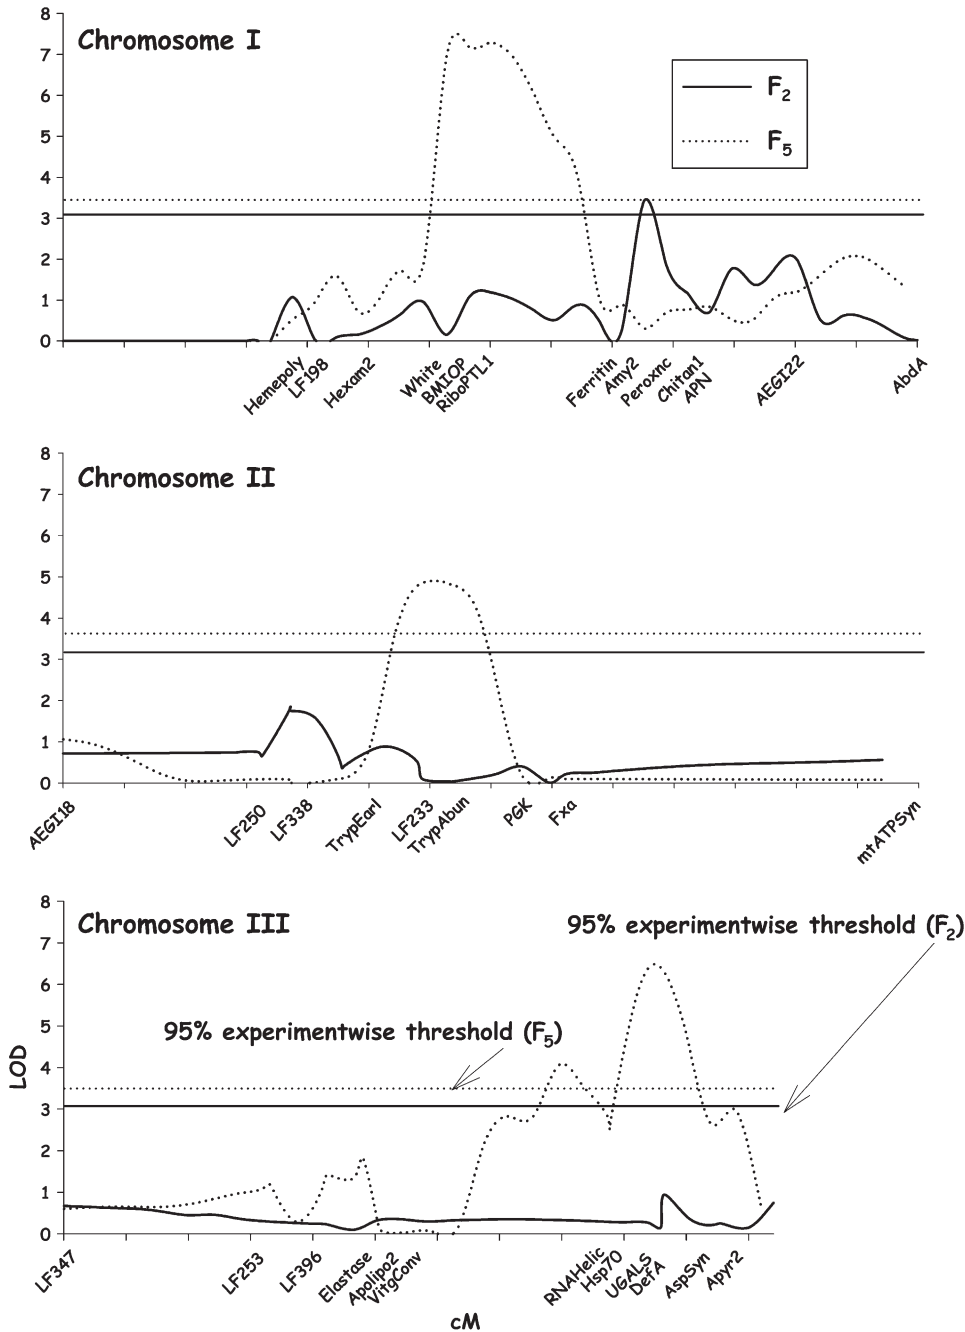 8
Chromosome I
7
6
5
4
3
2
1
0
F2
F5
Hemepoly
LF198
Hexam2
White
BMIOP
RiboPTL1
Ferritin
Amy2
Peroxnc
Chitan1
APN
AEGI22
AbdA
8
Chromosome II
7
6
5
4
3
2
1
0
AEGI18
LF250
LF338
TrypEarl
LF233
TrypAbun
PGK
Fxa
mtATPSyn
8
Chromosome III
95% experimentwise threshold (F2)
7
6
5
95% experimentwise threshold (F5)
4
3
2
1
0
LOD
LF347
LF253
LF396
Elastase
Apolipo2
VitgConv
RNAHelic
Hsp70
UGALS
DefA
AspSyn
Apyr2
cM